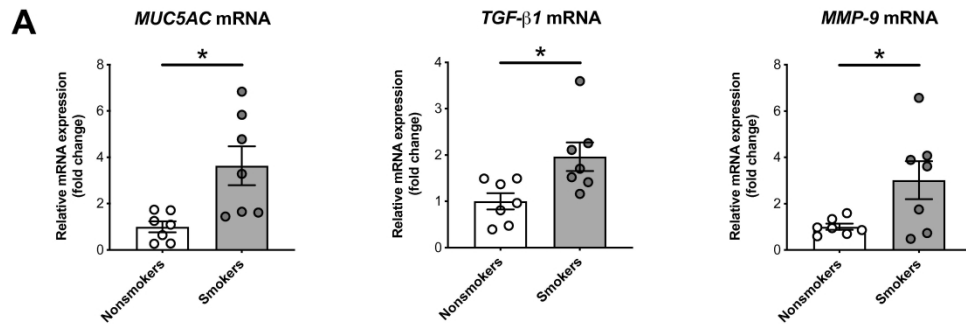 A
MUC5AC mRNA
Relative mRNA expression
(fold change)
8
6
4
2
0
*
Nonsmokers
Smokers
TGF-β1 mRNA
Relative mRNA expression
(fold change)
4
3
2
1
0
*
Nonsmokers
Smokers
MMP-9 mRNA
Relative mRNA expression
(fold change)
8
6
4
2
0
*
Nonsmokers
Smokers